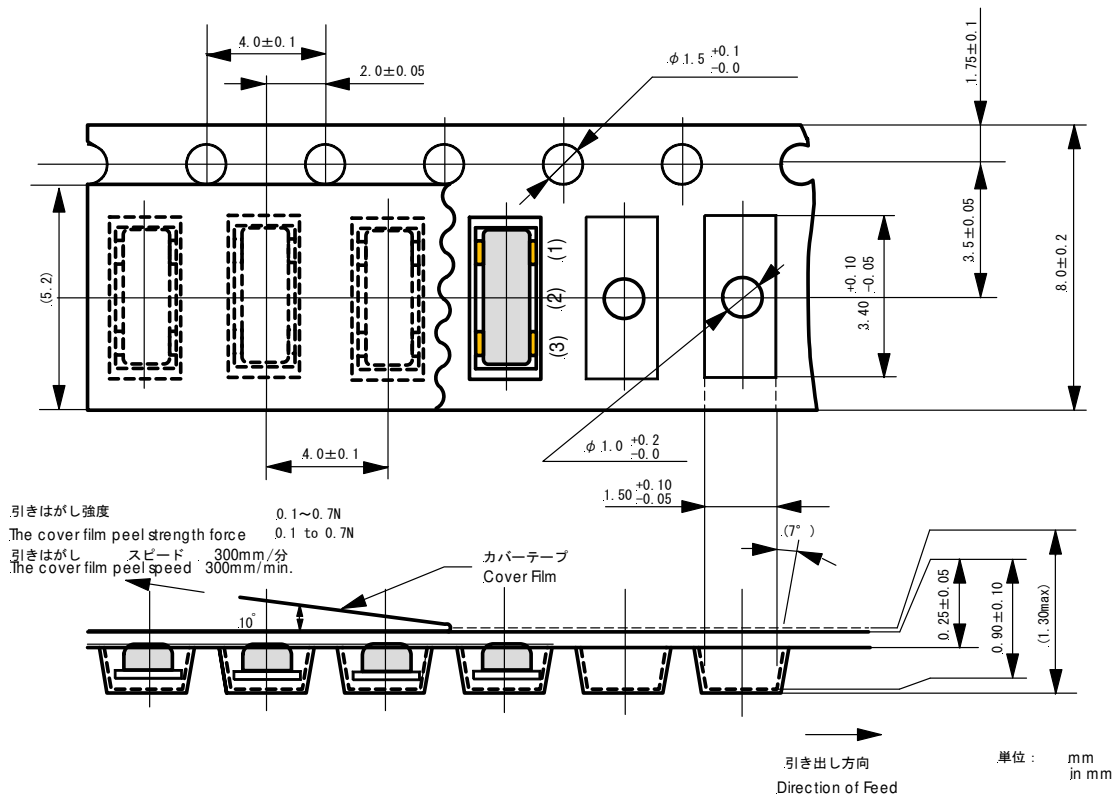 4.0±0.1
2.0±0.05
φ1.5 +0.1 -0.0
1.75±0.1
(5.2)
(1)
(2)
(3)
3.40 +0.10 -0.05
3.5±0.05
8.0±0.2
4.0±0.1
φ1.0 +0.2 -0.0
1.50 +0.10 -0.05
(7°)
引きはがし強度 0.1～0.7N
The cover film peel strength force 0.1 to 0.7N
引きはがし スピード 300mm/分
The cover film peel speed 300mm/min.
カバーテープ
Cover Film
10°
0.25±0.05
0.90±0.10
(1.30max)
引き出し方向
Direction of Feed
単位： mm
in mm